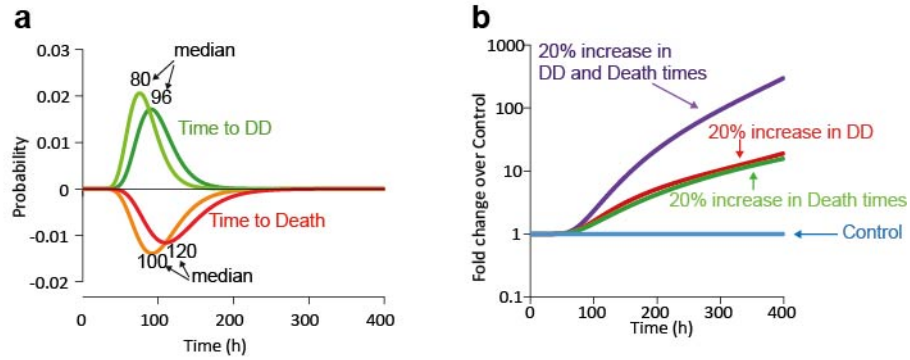 a
0.03
0.02
0.01
0
-0.01
-0.02
Probability
median
80
96
Time to DD
Time to Death
100
120
median
0
100
200
300
400
Time (h)
b
1000
100
10
1
0.1
Fold change over Control
20% increase in
DD and Death times
20% increase in DD
20% increase in Death times
Control
0
100
200
300
400
Time (h)